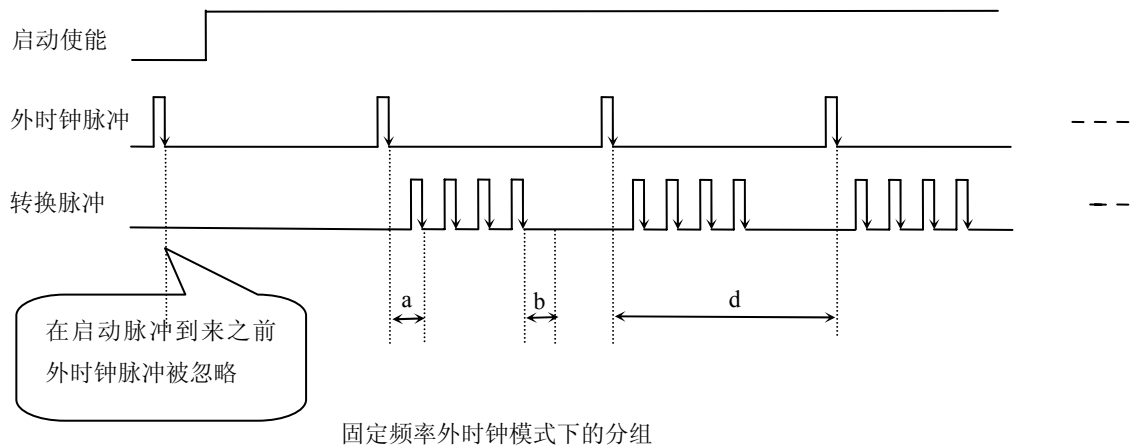 启动使能
外时钟脉冲
转换脉冲
a
b
d
在启动脉冲到来之前
外时钟脉冲被忽略
固定频率外时钟模式下的分组